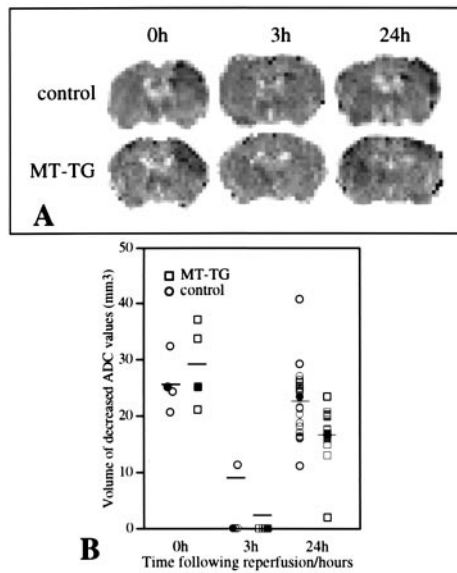 0h 3h 24h
control
MT-TG
A
50
MT-TG
control
40
30
20
10
0
Volume of decreased ADC values (mm3)
0h 3h 24h
B
Time following reperfusion/hours